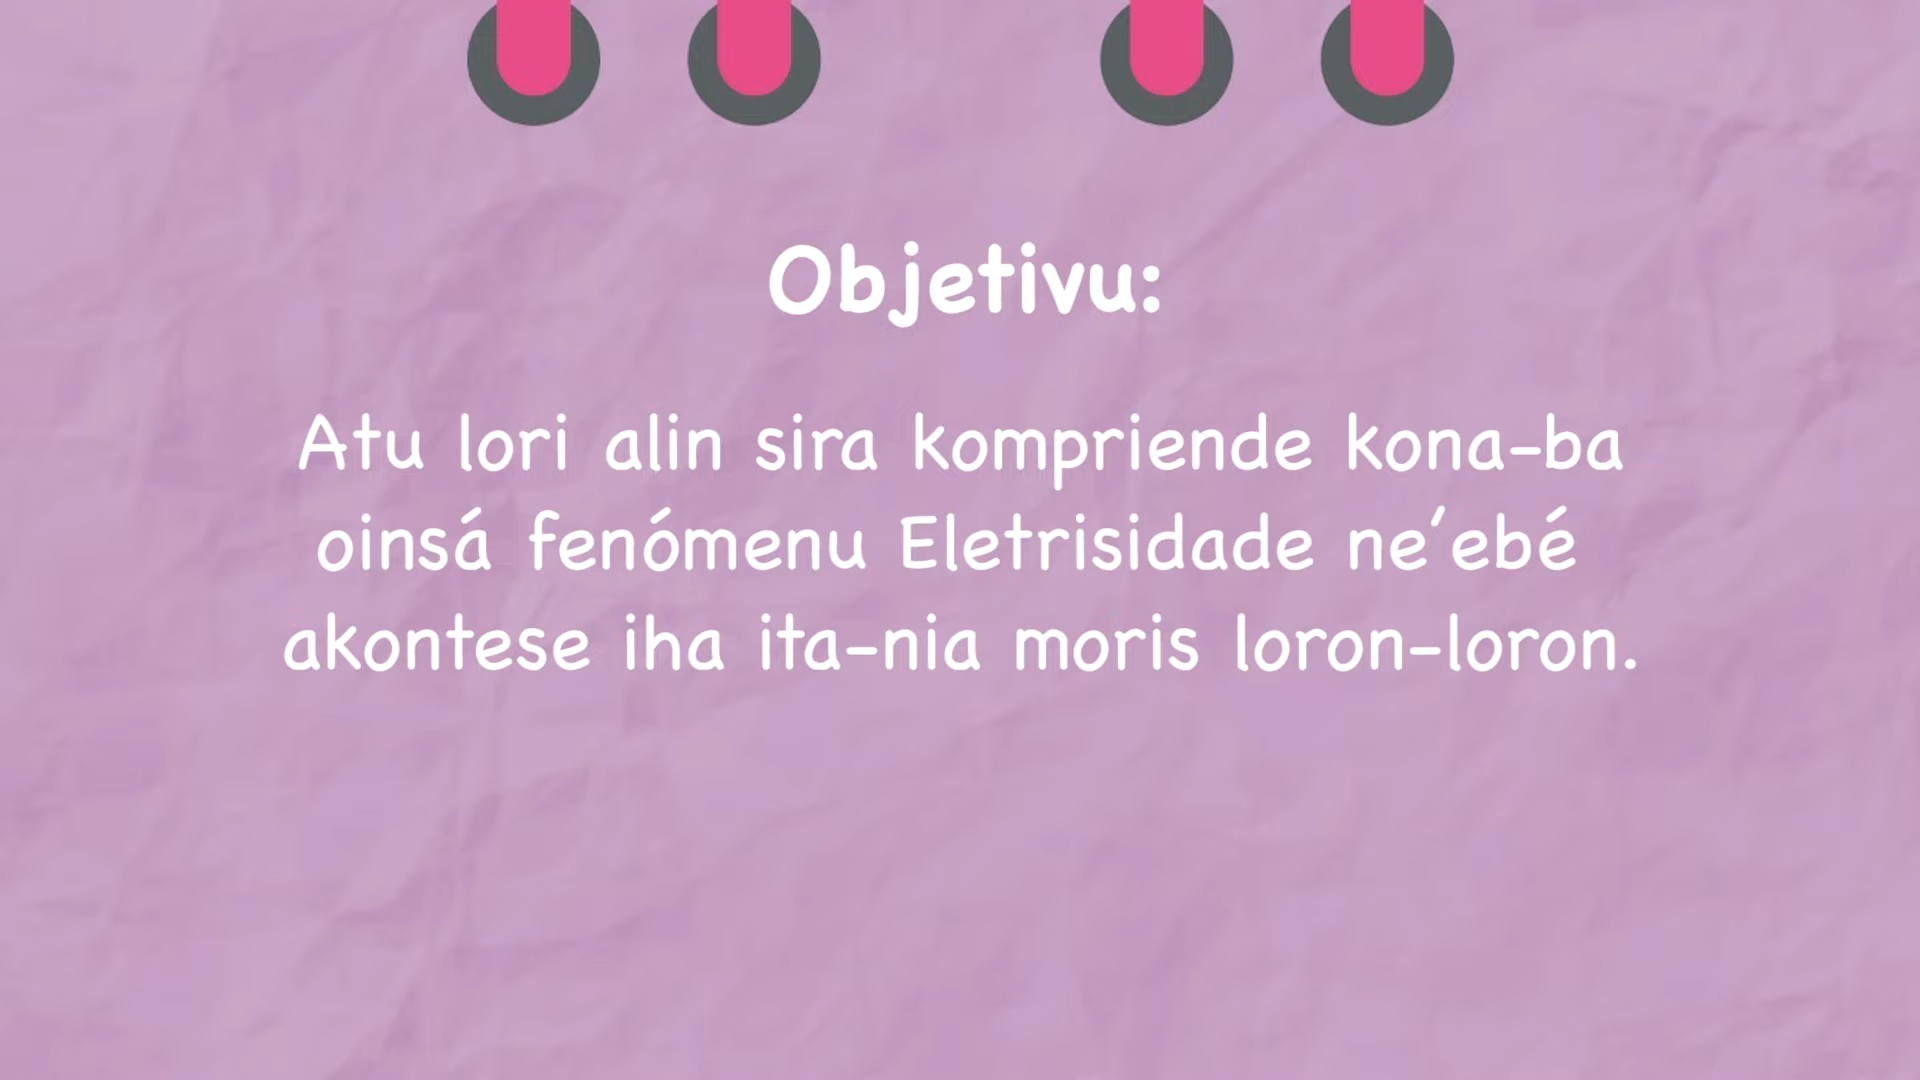 Objetivu:
Atu lori alin sira kompriende kona-ba
oinsá fenómenu Eletrisidade ne’ebé
akontese iha ita-nia moris loron-loron.